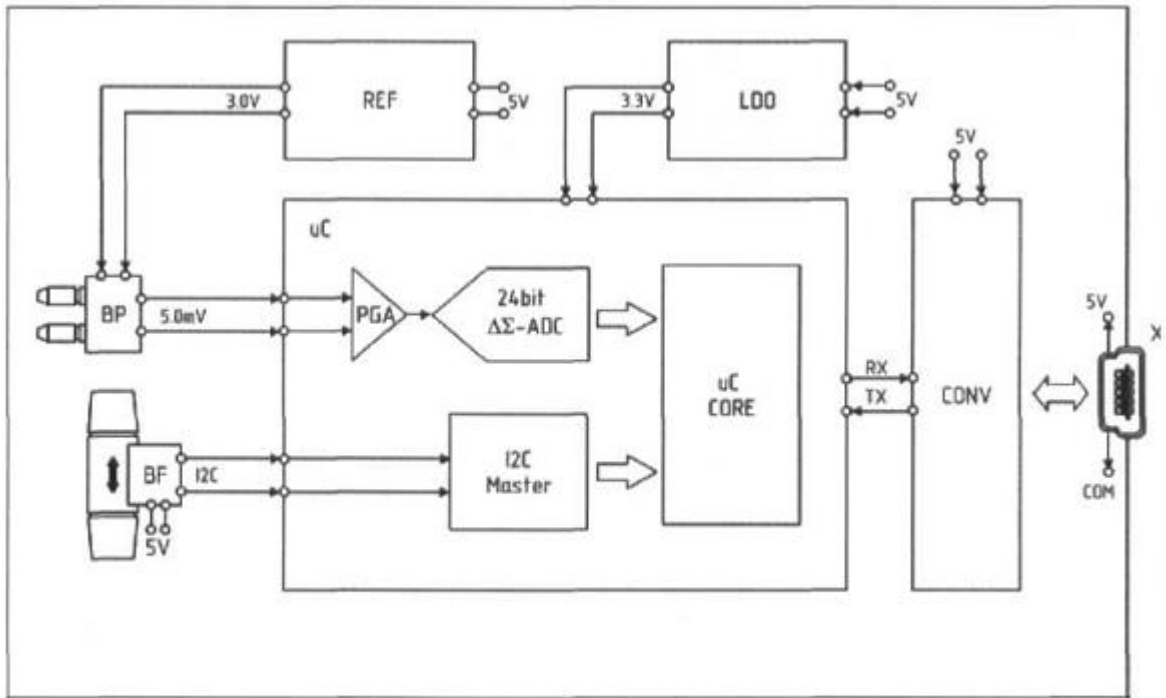 REF
LDO
3.0V
5V
3.3V
5V
5V
uC
BP
5.0mV
PGA
24bit
ΔΣ-ADC
uC
CORE
RX
TX
CONV
5V
X
BF
I2C
I2C
Master
5V
COM